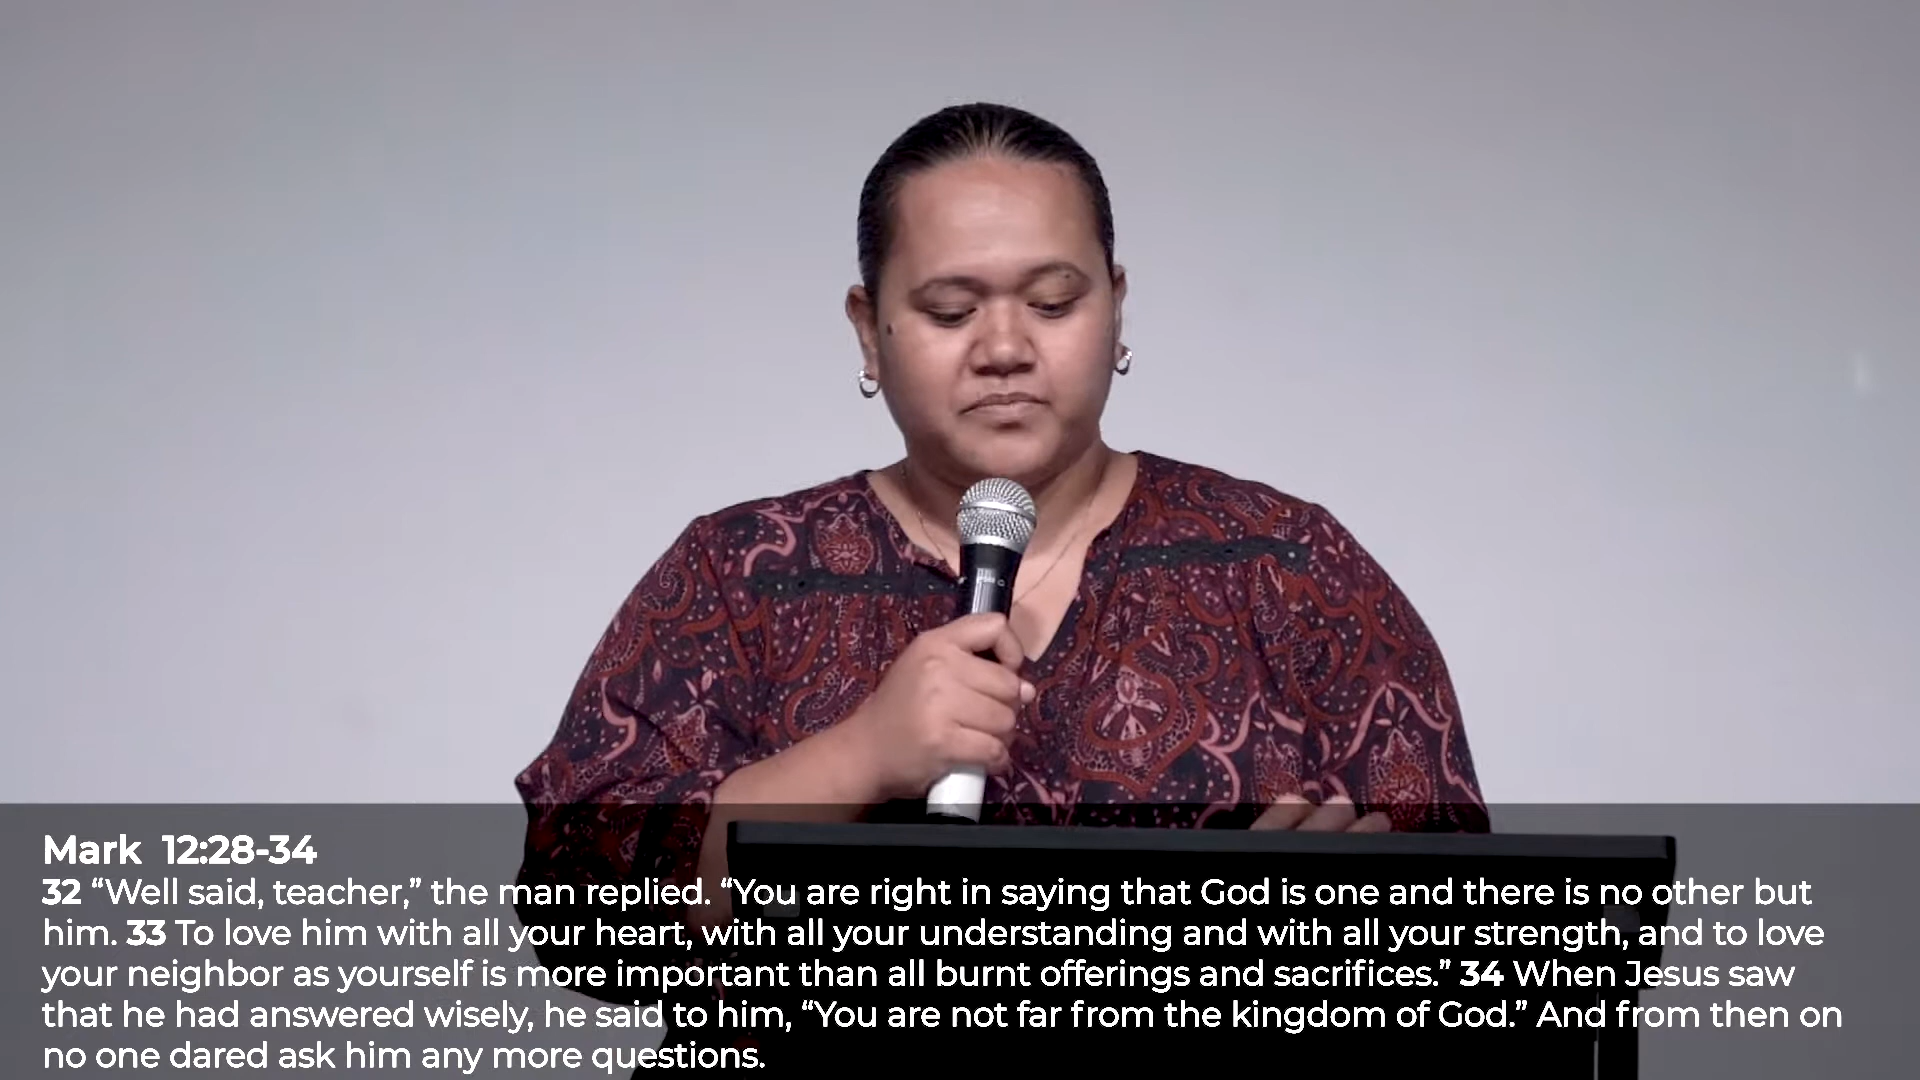 Mark 12:28-34
32 “Well said, teacher,” the man replied. “You are right in saying that God is one and there is no other but
him. 33 To love him with all your heart, with all your understanding and with all your strength, and to love
your neighbor as yourself is more important than all burnt offerings and sacrifices.” 34 When Jesus saw
that he had answered wisely, he said to him, “You are not far from the kingdom of God.” And from then on
no one dared ask him any more questions.